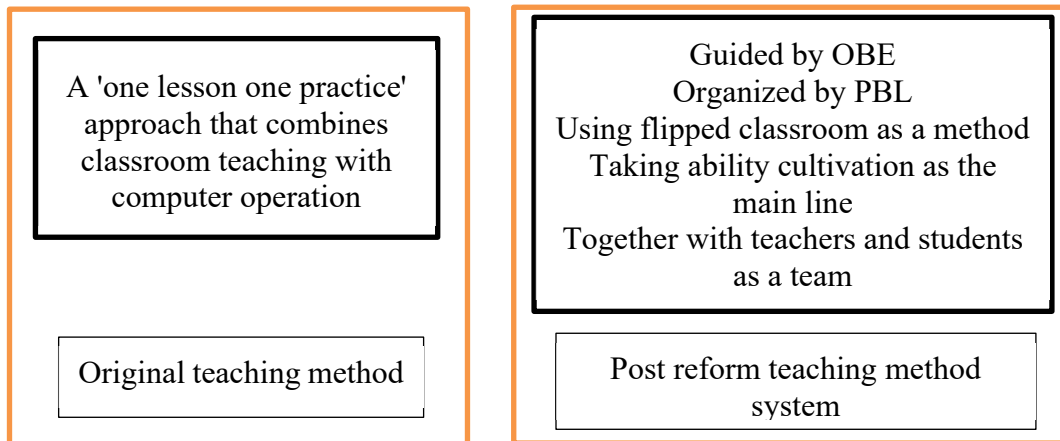 A 'one lesson one practice'
approach that combines
classroom teaching with
computer operation
Original teaching method
Guided by OBE
Organized by PBL
Using flipped classroom as a method
Taking ability cultivation as the
main line
Together with teachers and students
as a team
Post reform teaching method
system